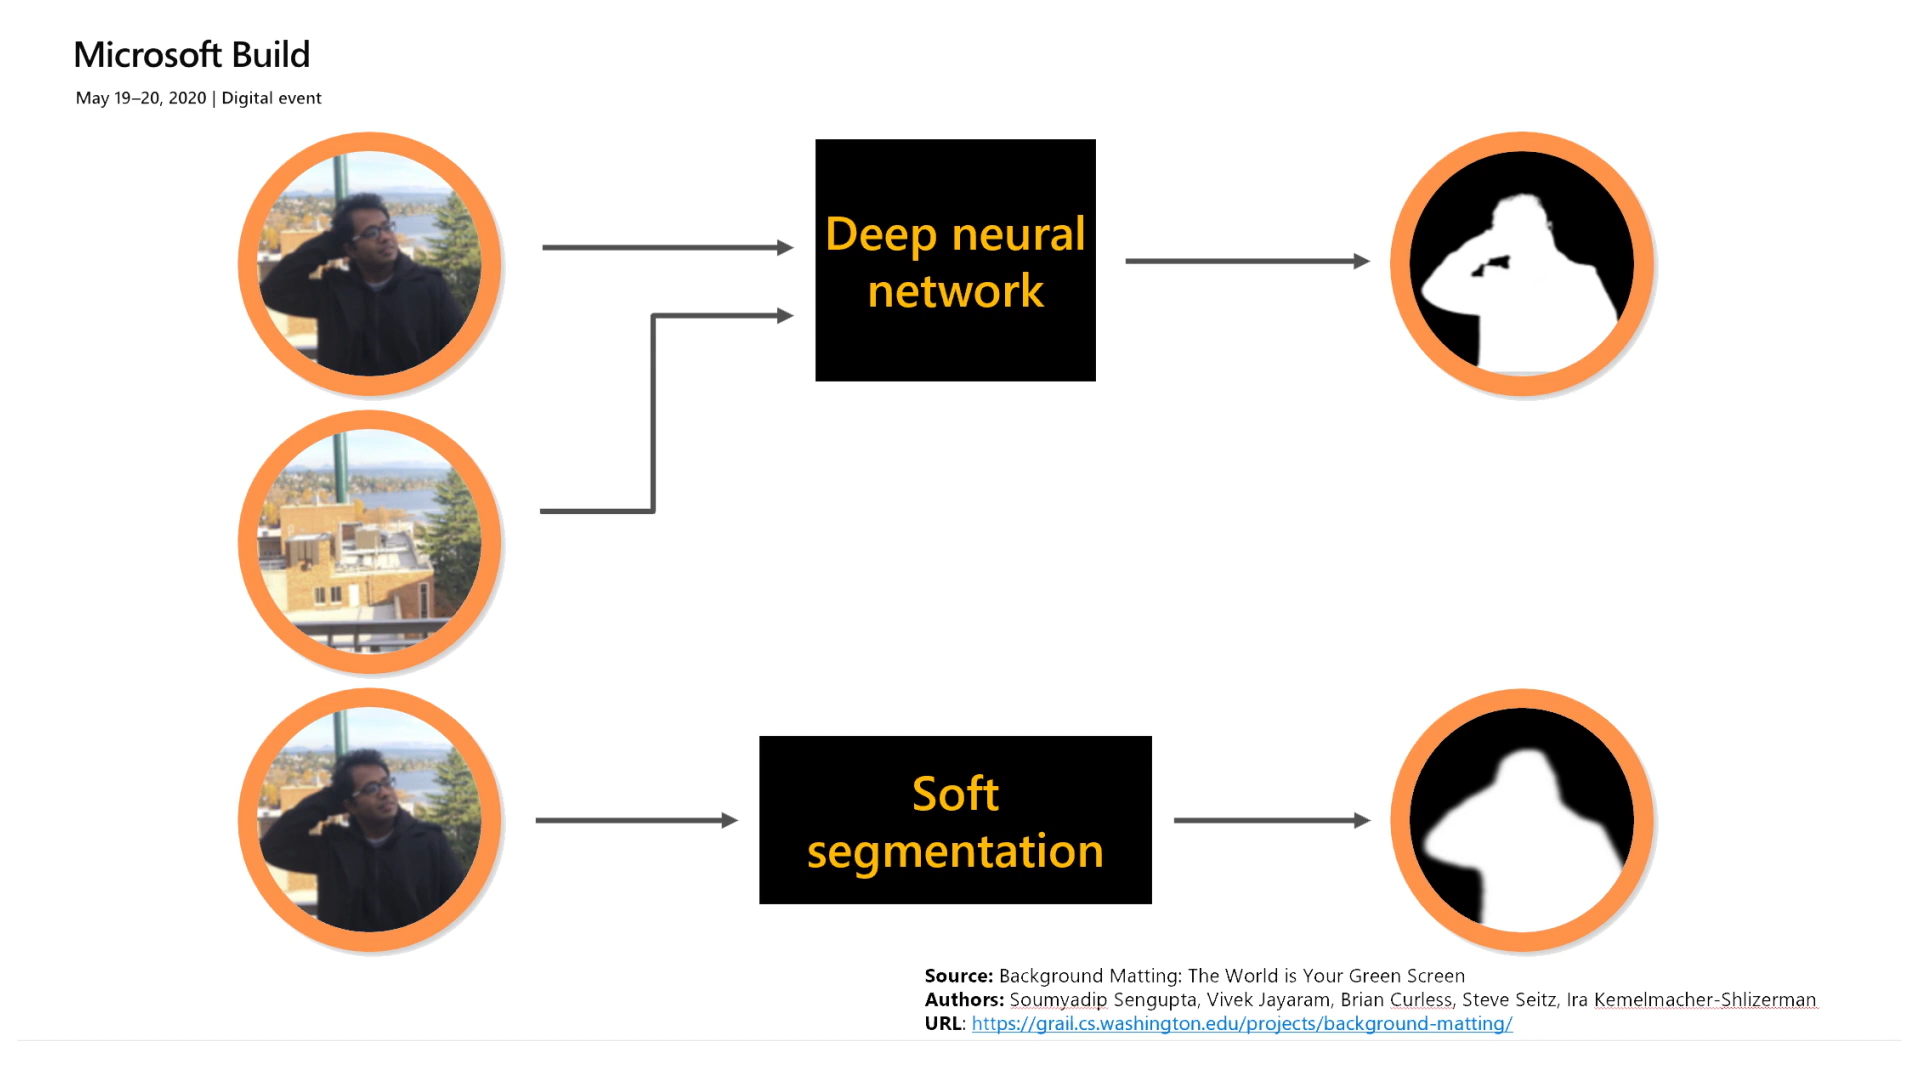 Microsoft Build
May 19–20, 2020 | Digital event
Deep neural
network
Soft
segmentation
Source: Background Matting: The World is Your Green Screen
Authors: Soumyadip Sengupta, Vivek Jayaram, Brian Curless, Steve Seitz, Ira Kemelmacher-Shlizerman
URL: https://grail.cs.washington.edu/projects/background-matting/